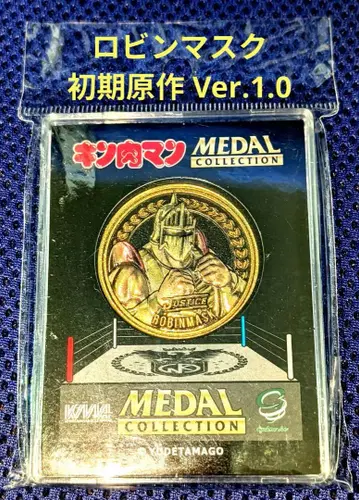 ロビンマスク
初期原作 Ver.1.0
キン肉マン MEDAL
COLLECTION
JUSTICE
ROBINMASK
MEDAL
COLLECTION
© YUDETAMAGO